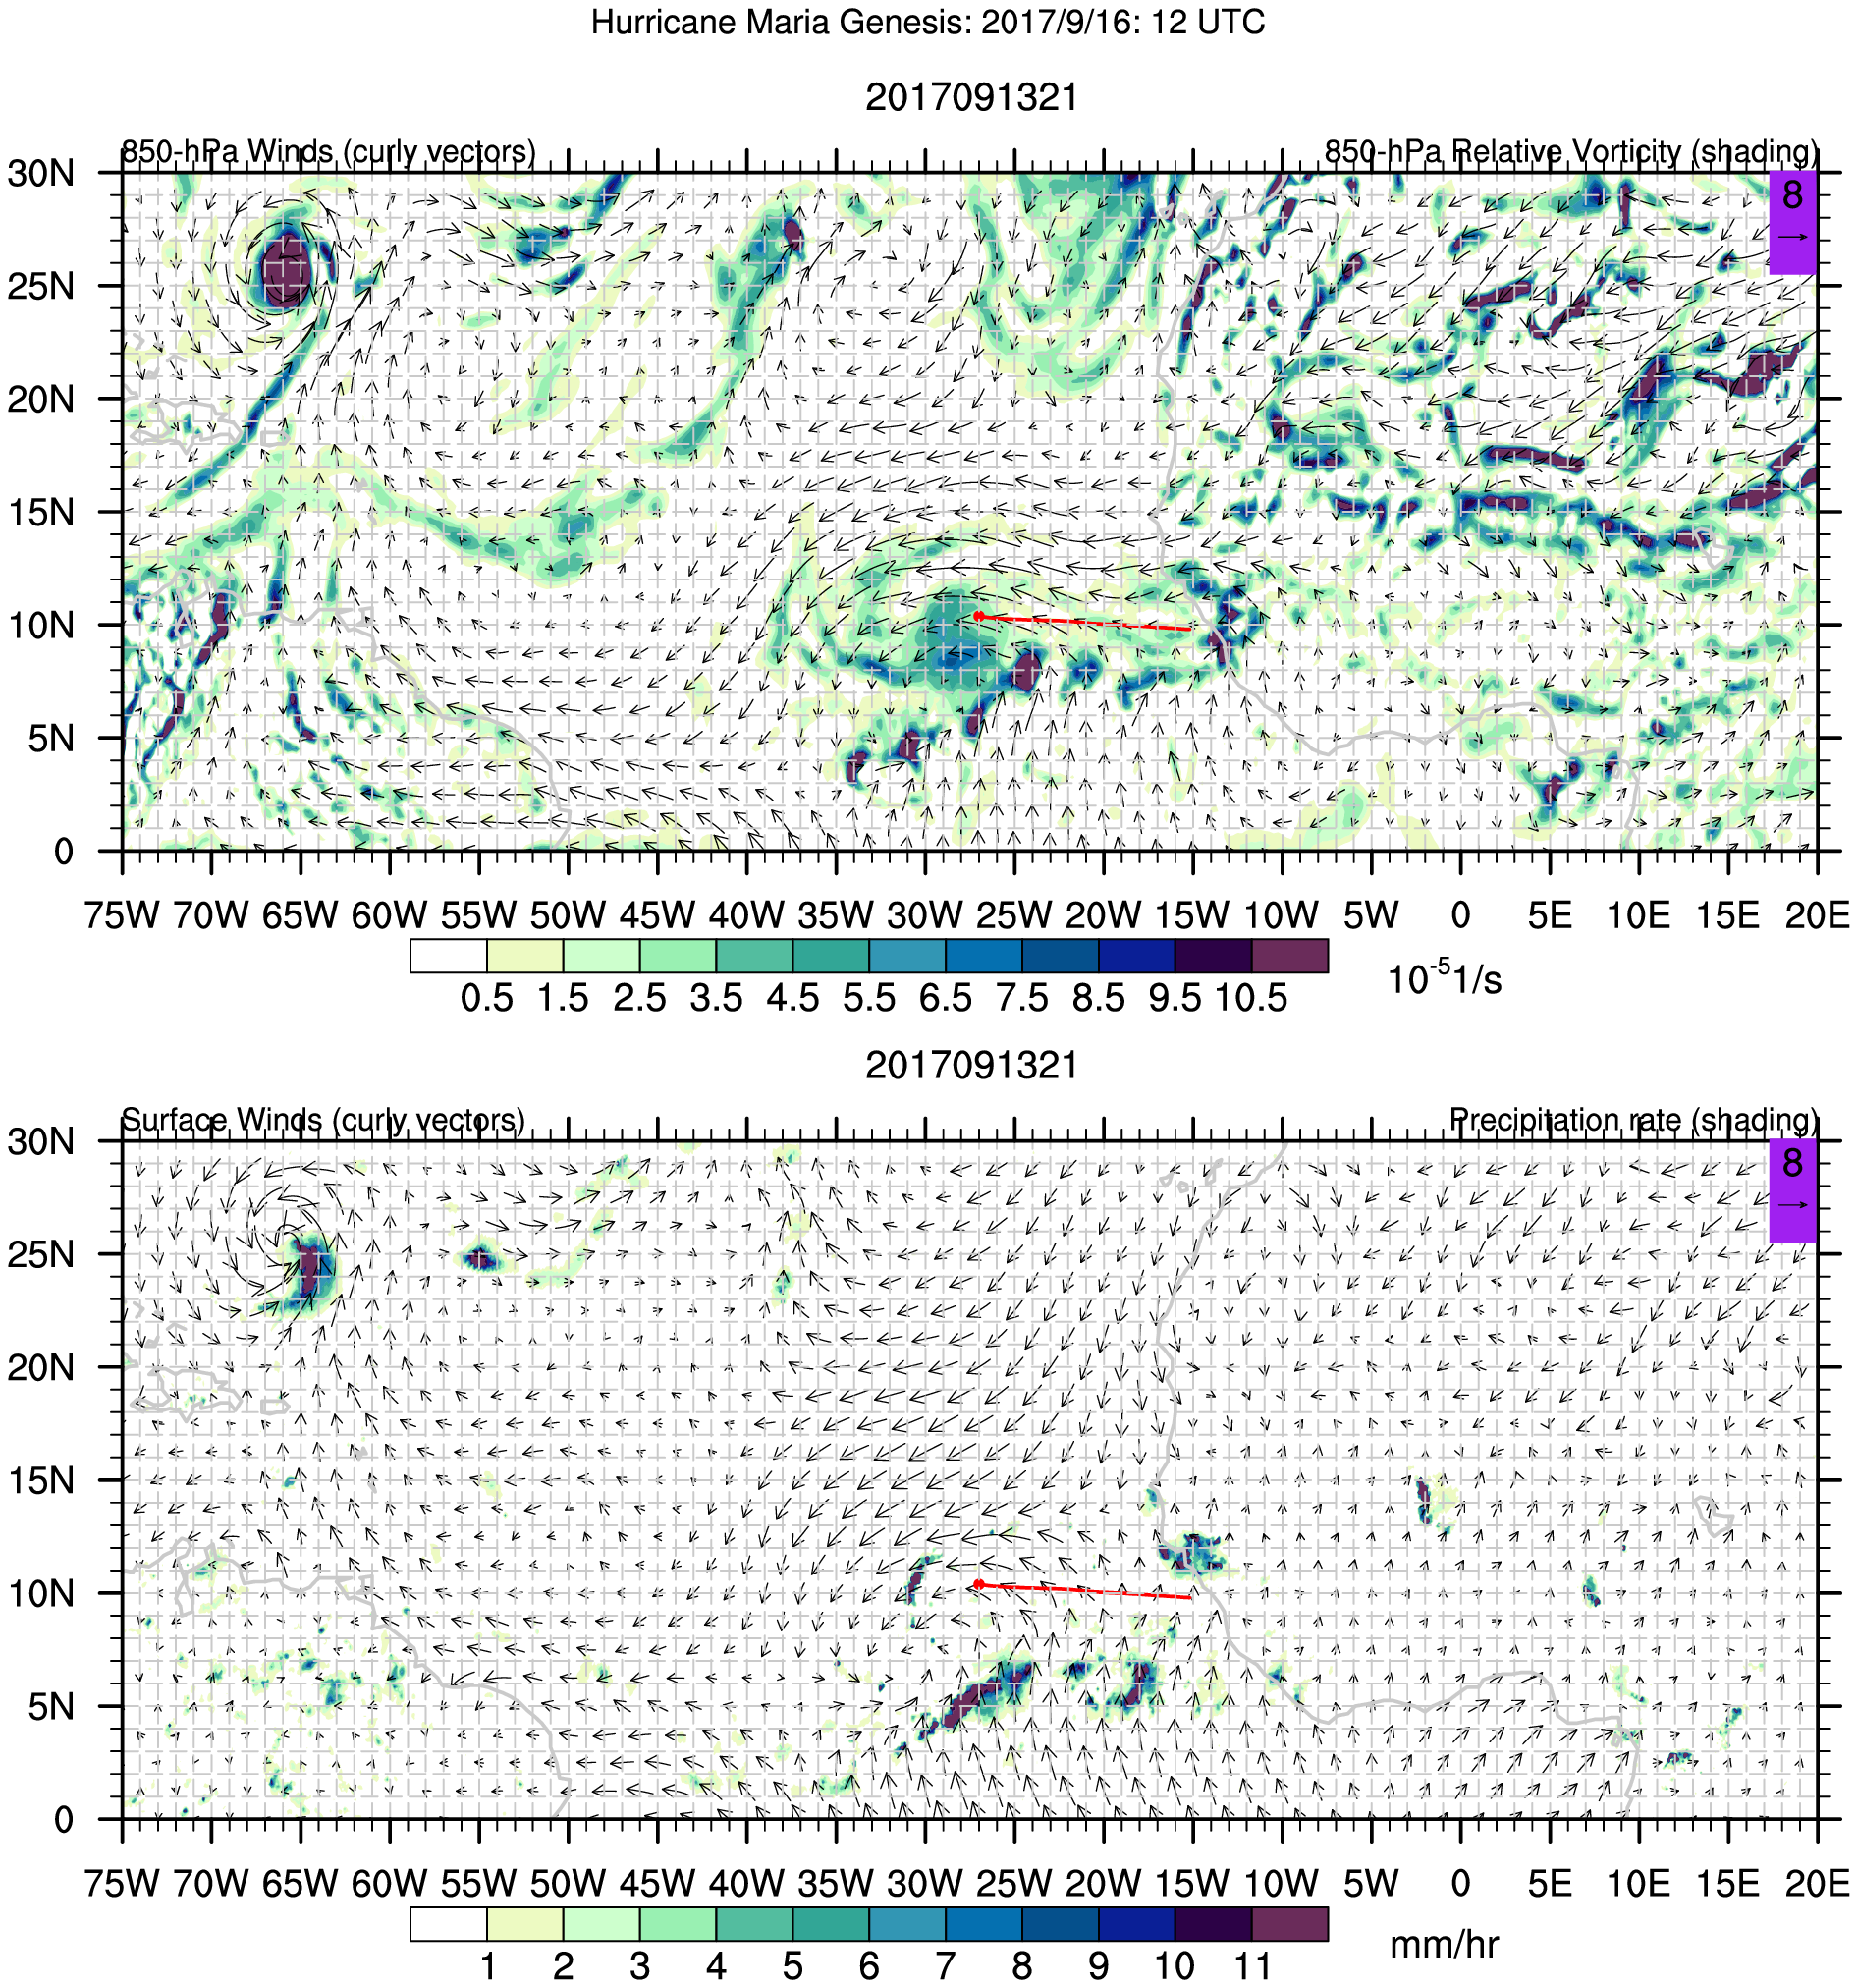 Hurricane Maria Genesis: 2017/9/16: 12 UTC
2017091321
850-hPa Winds (curly vectors)
850-hPa Relative Vorticity (shading)
8
30N
25N
20N
15N
10N
5N
0
75W 70W 65W 60W 55W 50W 45W 40W 35W 30W 25W 20W 15W 10W 5W 0 5E 10E 15E 20E
0.5 1.5 2.5 3.5 4.5 5.5 6.5 7.5 8.5 9.5 10.5
10⁻⁵1/s
2017091321
Surface Winds (curly vectors)
Precipitation rate (shading)
8
30N
25N
20N
15N
10N
5N
0
75W 70W 65W 60W 55W 50W 45W 40W 35W 30W 25W 20W 15W 10W 5W 0 5E 10E 15E 20E
1 2 3 4 5 6 7 8 9 10 11
mm/hr